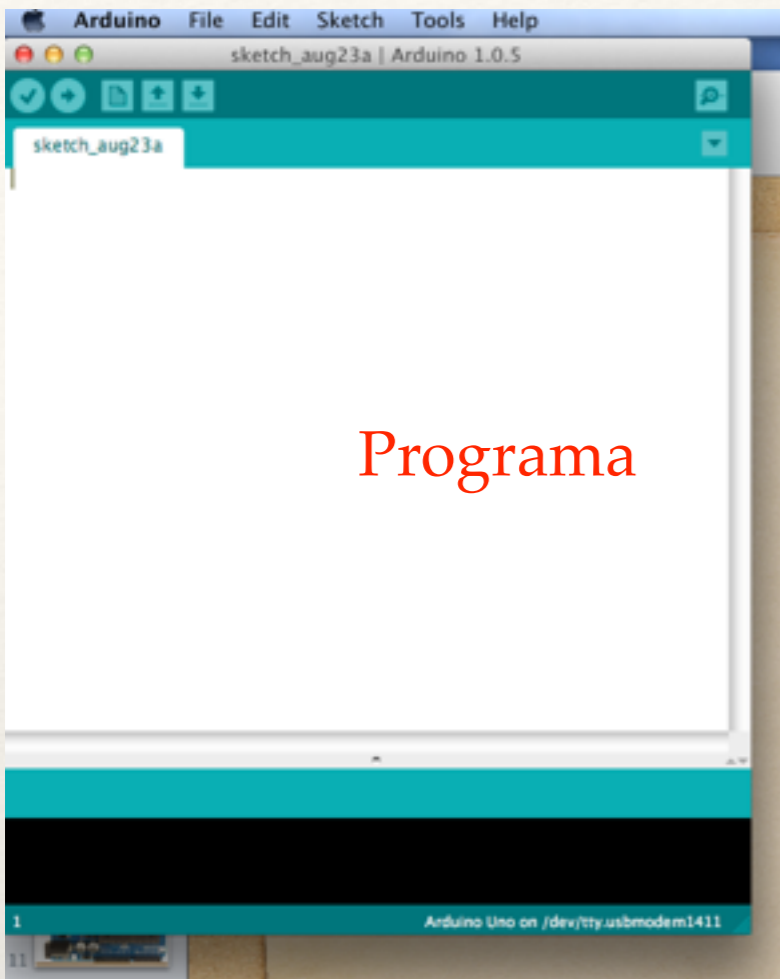 Arduino File Edit Sketch Tools Help
sketch_aug23a | Arduino 1.0.5
sketch_aug23a
Programa
1
Arduino Uno on /dev/tty.usbmodem1411
11